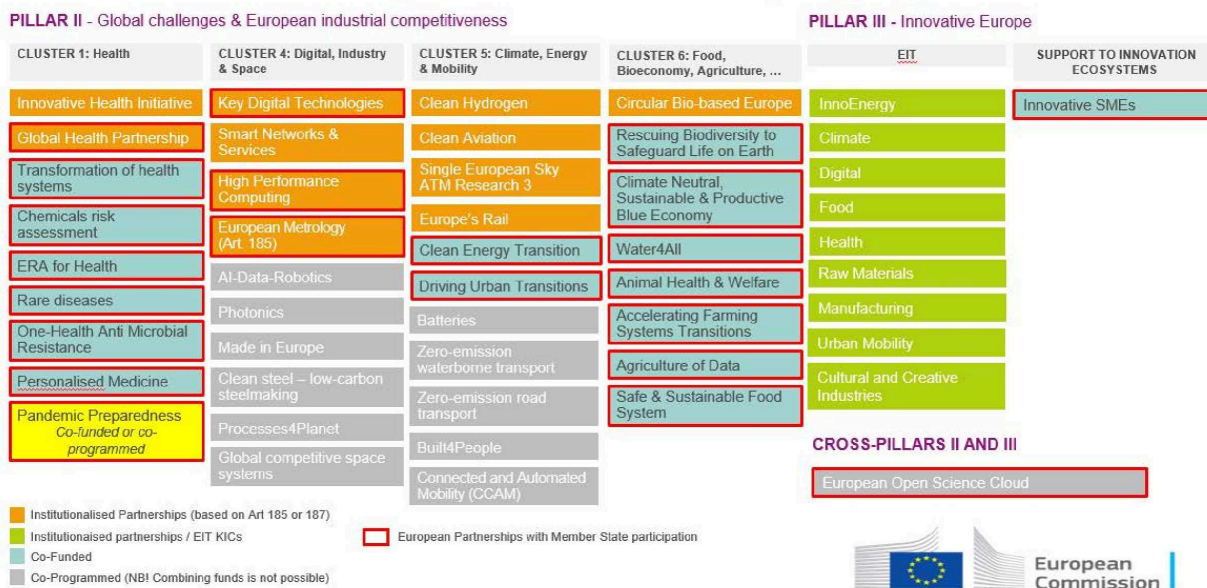 PILLAR II - Global challenges & European industrial competitiveness
CLUSTER 1: Health
Innovative Health Initiative
Global Health Partnership
Transformation of health
systems
Chemicals risk
assessment
ERA for Health
Rare diseases
One-Health Anti Microbial
Resistance
Personalised Medicine
Pandemic Preparedness
Co-funded or co-
programmed
CLUSTER 4: Digital, Industry
& Space
Key Digital Technologies
Smart Networks &
Services
High Performance
Computing
European Metrology
(Art. 185)
AI-Data-Robotics
Photonics
Made in Europe
Clean steel – low-carbon
steelmaking
Processes4Planet
Global competitive space
systems
CLUSTER 5: Climate, Energy
& Mobility
Clean Hydrogen
Clean Aviation
Single European Sky
ATM Research 3
Europe's Rail
Clean Energy Transition
Driving Urban Transitions
Batteries
Zero-emission
waterborne transport
Zero-emission road
transport
Built4People
Connected and Automated
Mobility (CCAM)
CLUSTER 6: Food,
Bioeconomy, Agriculture, ...
Circular Bio-based Europe
Rescuing Biodiversity to
Safeguard Life on Earth
Climate Neutral,
Sustainable & Productive
Blue Economy
Water4All
Animal Health & Welfare
Accelerating Farming
Systems Transitions
Agriculture of Data
Safe & Sustainable Food
System
PILLAR III - Innovative Europe
EIT
InnoEnergy
Climate
Digital
Food
Health
Raw Materials
Manufacturing
Urban Mobility
Cultural and Creative
Industries
SUPPORT TO INNOVATION
ECOSYSTEMS
Innovative SMEs
CROSS-PILLARS II AND III
European Open Science Cloud
Institutionalised Partnerships (based on Art 185 or 187)
Institutionaised partnerships / EIT KICs
Co-Funded
Co-Programmed (NB! Combining funds is not possible)
European Partnerships with Member State participation
European
Commission